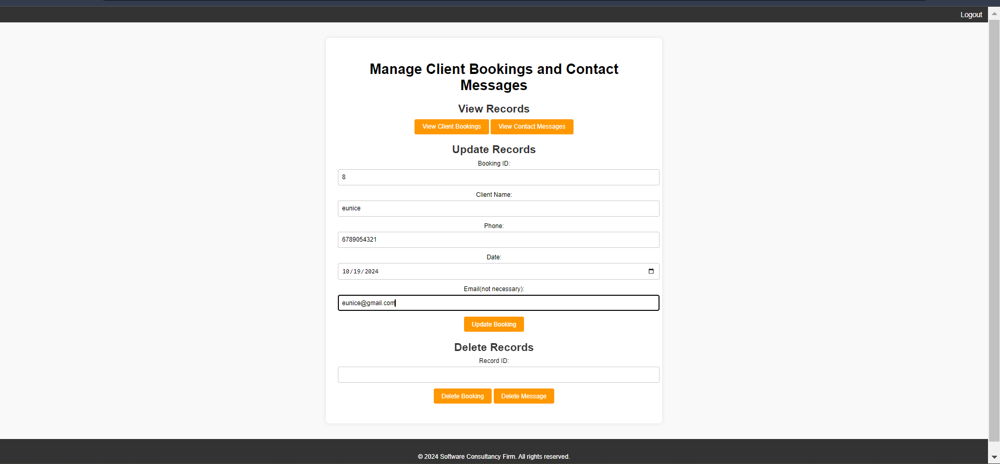 Logout
Manage Client Bookings and Contact
Messages
View Records
View Client Bookings View Contact Messages
Update Records
Booking ID:
8
Client Name:
eunice
Phone:
6789054321
Date:
10/19/2024
Email(not necessary):
eunice@gmail.com
Update Booking
Delete Records
Record ID:
Delete Booking Delete Message
© 2024 Software Consultancy Firm. All rights reserved.